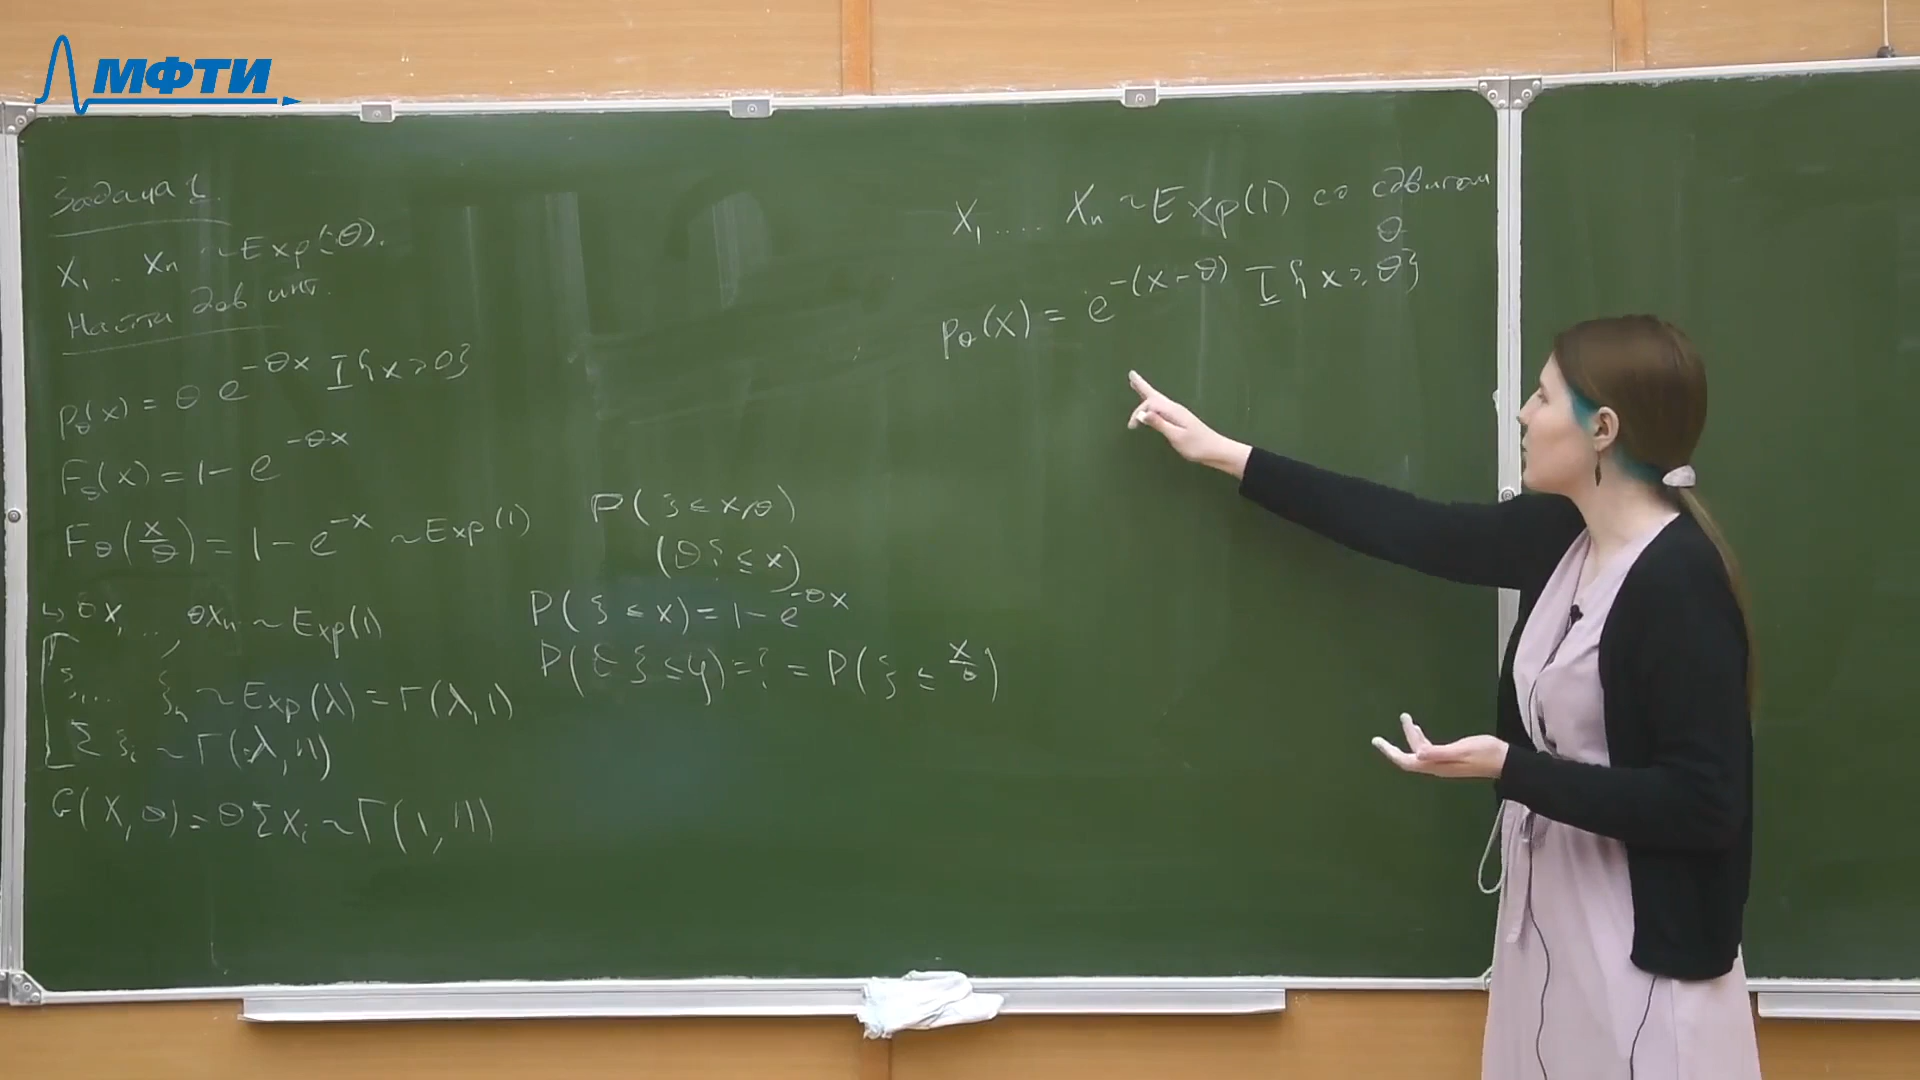 МФТИ
Задача 1.
X₁ ... Xₙ ~ Exp(θ).
Найти дов инт.
p_θ(x) = θ e^{-θx} I{x>0}
F_θ(x) = 1 - e^{-θx}
F_θ(x/θ) = 1 - e^{-x} ~ Exp(1)
↳ θX₁, ..., θXₙ ~ Exp(1)
ξ₁ ... ξₙ ~ Exp(λ) = Γ(λ, 1)
Σ ξᵢ ~ Γ(λ, n)
G(X, θ) = θ Σ Xᵢ ~ Γ(1, n)
P(ξ ≤ x/θ)
(θξ ≤ x)
P(ξ ≤ x) = 1 - e^{-θx}
P(θξ ≤ y) = ? = P(ξ ≤ x/θ)
X₁ ..... Xₙ ~ Exp(1) со сдвигом
θ
p_θ(x) = e^{-(x-θ)} I{x ≥ θ}